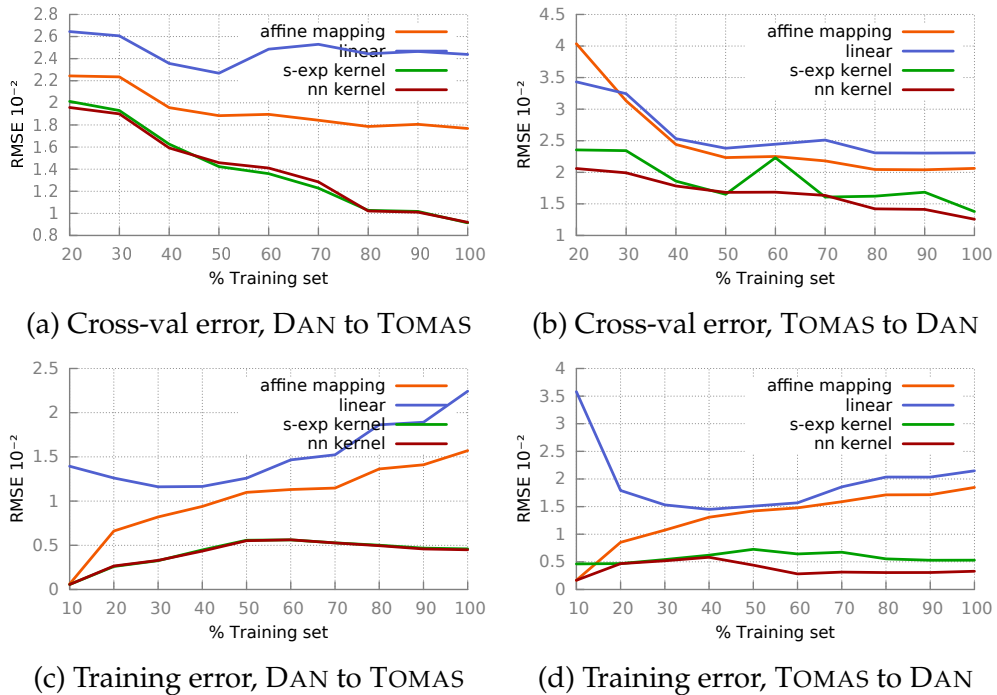 2.8
2.6
2.4
2.2
2
1.8
1.6
1.4
1.2
1
0.8
RMSE 10⁻²
affine mapping
linear
s-exp kernel
nn kernel
20 30 40 50 60 70 80 90 100
% Training set
(a) Cross-val error, DAN to TOMAS
4.5
4
3.5
3
2.5
2
1.5
1
RMSE 10⁻²
affine mapping
linear
s-exp kernel
nn kernel
20 30 40 50 60 70 80 90 100
% Training set
(b) Cross-val error, TOMAS to DAN
2.5
2
1.5
1
0.5
0
RMSE 10⁻²
affine mapping
linear
s-exp kernel
nn kernel
10 20 30 40 50 60 70 80 90 100
% Training set
(c) Training error, DAN to TOMAS
4
3.5
3
2.5
2
1.5
1
0.5
0
RMSE 10⁻²
affine mapping
linear
s-exp kernel
nn kernel
10 20 30 40 50 60 70 80 90 100
% Training set
(d) Training error, TOMAS to DAN